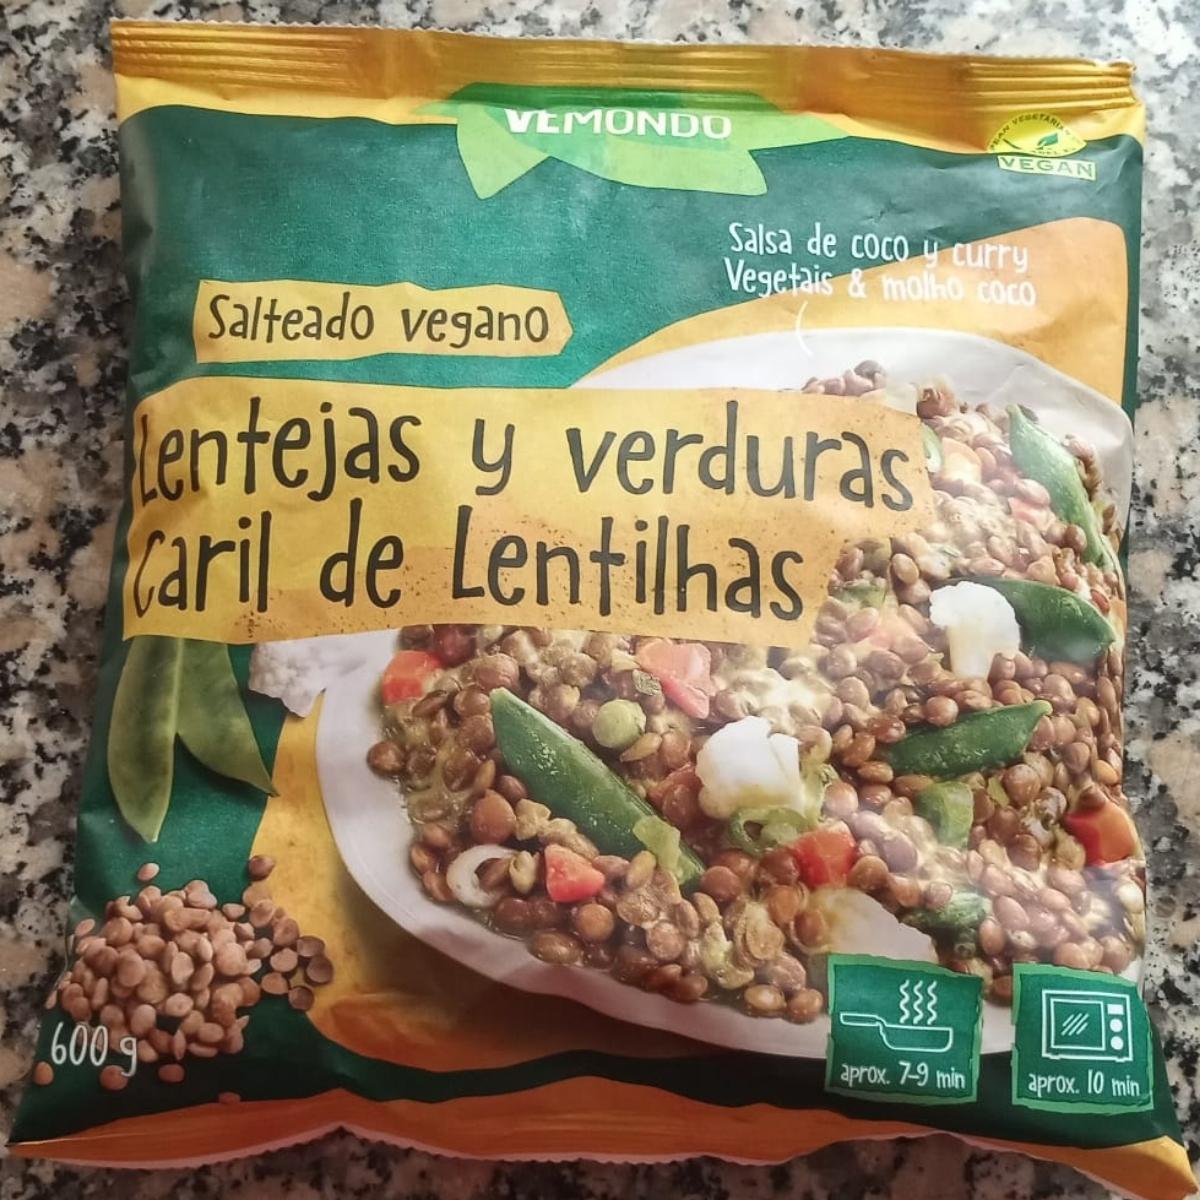 VEMONDO
VEGAN
Salsa de coco y curry
Vegetais & molho coco
Salteado vegano
Lentejas y verduras
Caril de Lentilhas
600 g
aprox. 7-9 min
aprox. 10 min